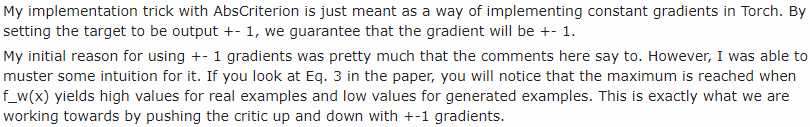 My implementation trick with AbsCriterion is just meant as a way of implementing constant gradients in Torch. By
setting the target to be output +- 1, we guarantee that the gradient will be +- 1.
My initial reason for using +- 1 gradients was pretty much that the comments here say to. However, I was able to
muster some intuition for it. If you look at Eq. 3 in the paper, you will notice that the maximum is reached when
f_w(x) yields high values for real examples and low values for generated examples. This is exactly what we are
working towards by pushing the critic up and down with +-1 gradients.